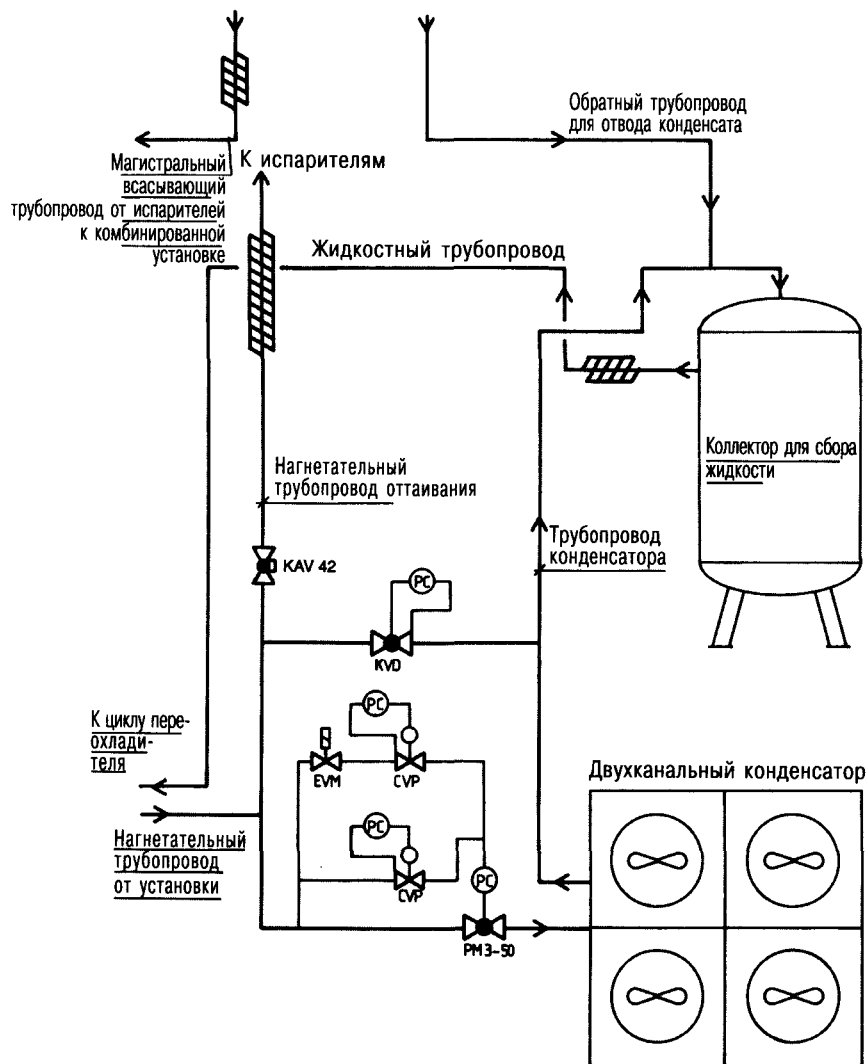 Обратный трубопровод
для отвода конденсата
Магистральный
всасывающий
трубопровод от испарителей
к комбинированной
установке
К испарителям
Жидкостный трубопровод
Коллектор для сбора
жидкости
Нагнетательный
трубопровод оттаивания
Трубопровод
конденсатора
KAV 42
PC
KVD
К циклу пере-
охлади-
теля
PC
EVM
CVP
Двухканальный конденсатор
Нагнетательный
трубопровод
от установки
PC
CVP
PC
PM3-50